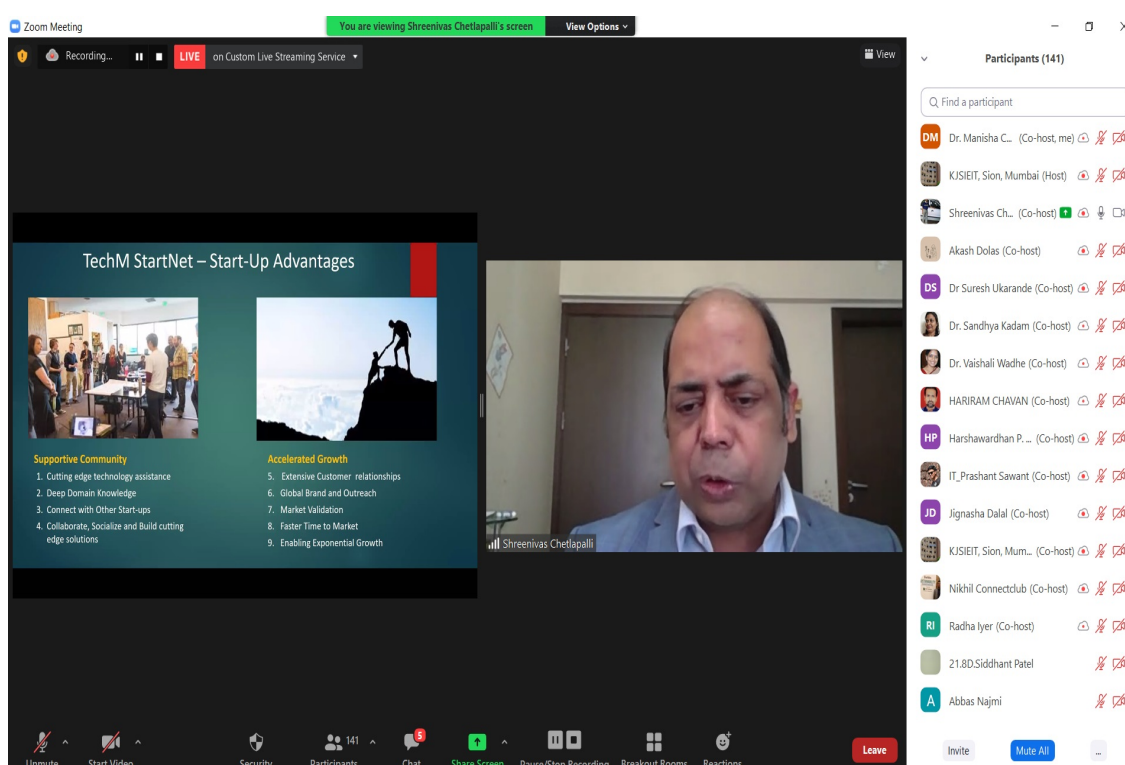 Zoom Meeting
You are viewing Shreenivas Chetlapalli's screen
View Options
Recording...
LIVE
on Custom Live Streaming Service
View
TechM StartNet – Start-Up Advantages
Supportive Community
1. Cutting edge technology assistance
2. Deep Domain Knowledge
3. Connect with Other Start-ups
4. Collaborate, Socialize and Build cutting
edge solutions
Accelerated Growth
5. Extensive Customer relationships
6. Global Brand and Outreach
7. Market Validation
8. Faster Time to Market
9. Enabling Exponential Growth
Shreenivas Chetlapalli
Participants (141)
Find a participant
DM Dr. Manisha C... (Co-host, me)
KJSIEIT, Sion, Mumbai (Host)
Shreenivas Ch... (Co-host)
Akash Dolas (Co-host)
DS Dr Suresh Ukarande (Co-host)
Dr. Sandhya Kadam (Co-host)
Dr. Vaishali Wadhe (Co-host)
HARIRAM CHAVAN (Co-host)
HP Harshawardhan P. ... (Co-host)
IT_Prashant Sawant (Co-host)
JD Jignasha Dalal (Co-host)
KJSIEIT, Sion, Mum... (Co-host)
Nikhil Connectclub (Co-host)
RI Radha Iyer (Co-host)
21.8D.Siddhant Patel
A Abbas Najmi
Invite
Mute All
...
Unmute
Start Video
Security
141
Participants
5
Chat
Share Screen
Pause/Stop Recording
Breakout Rooms
Reactions
Leave